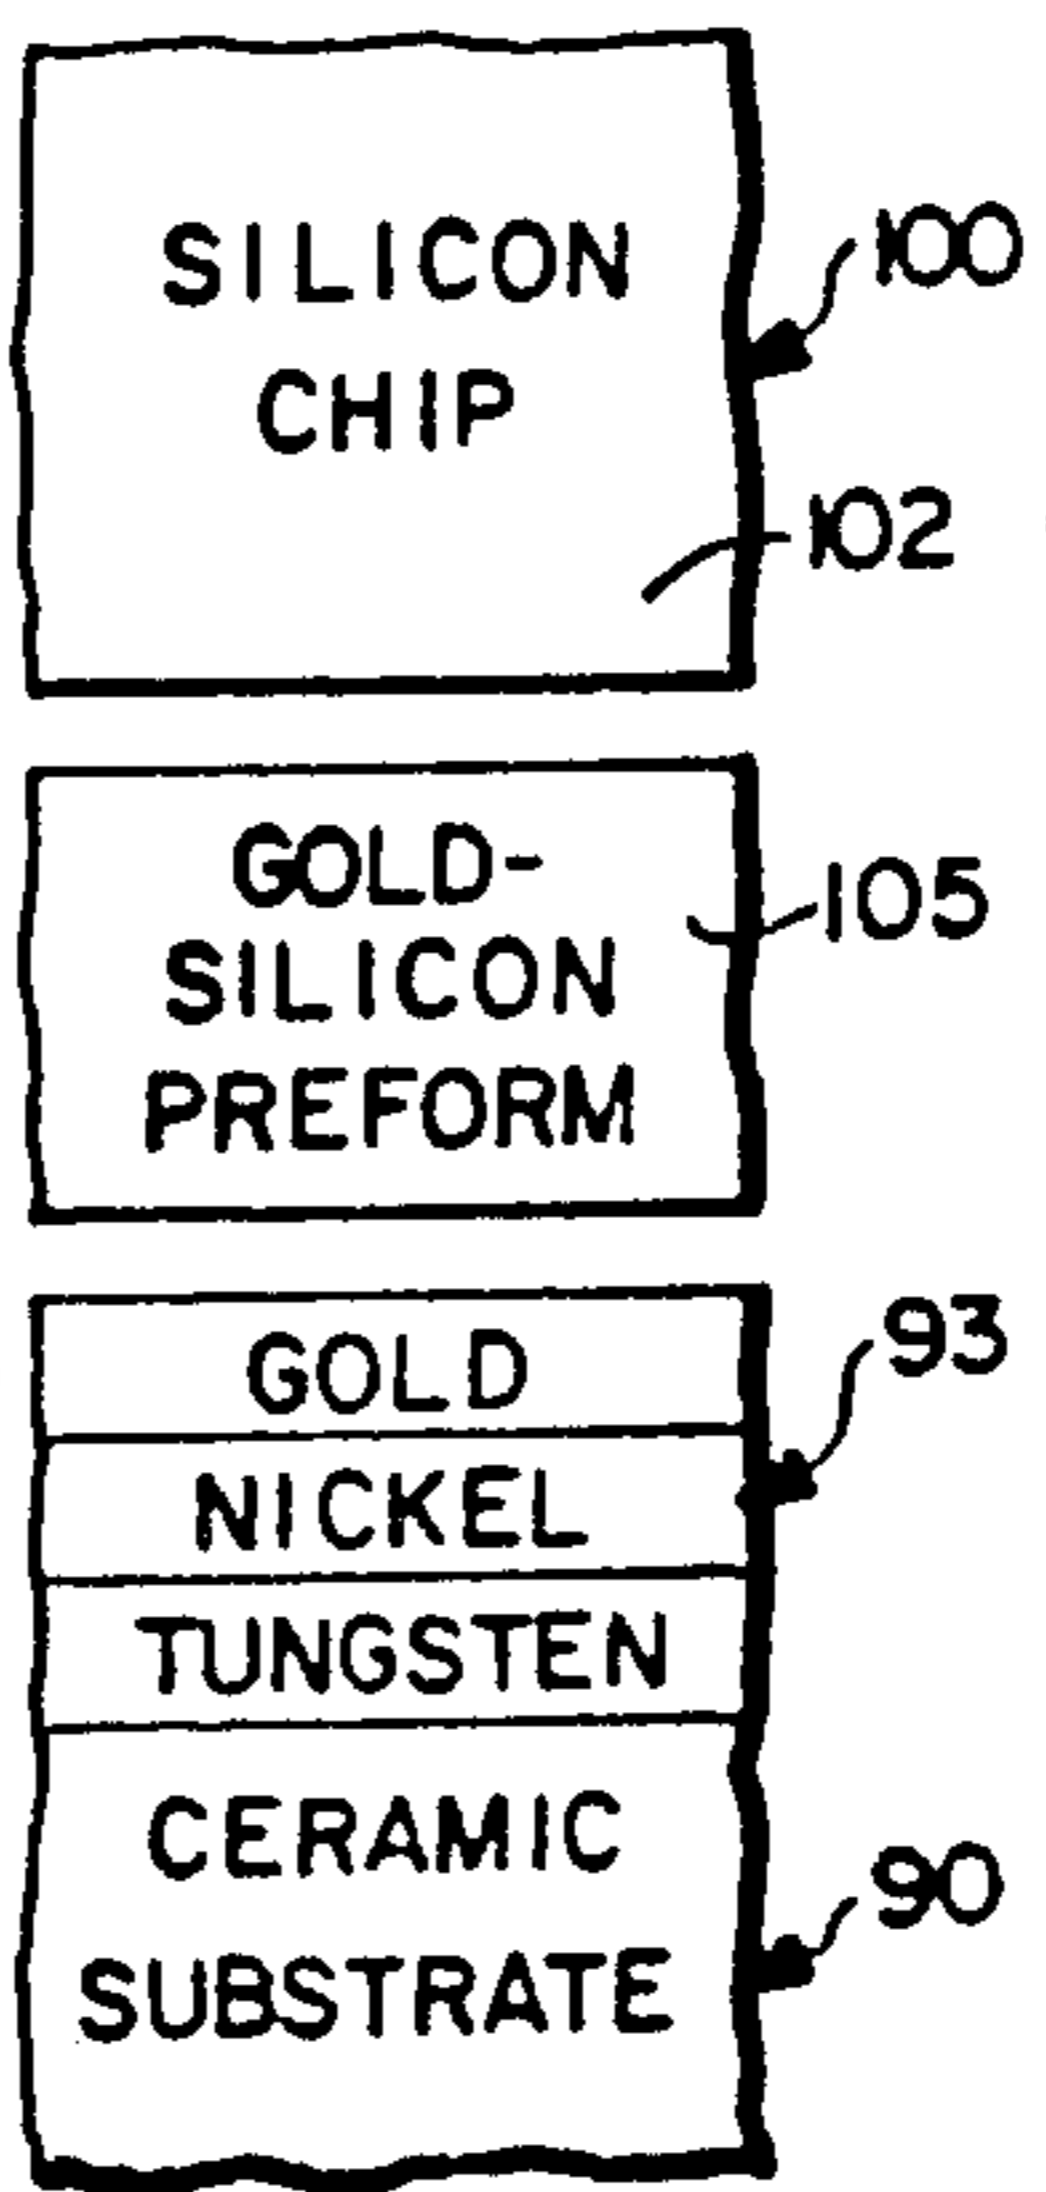 SILICON
100
CHIP
102
GOLD-
105
SILICON
PREFORM
GOLD
93
NICKEL
TUNGSTEN
CERAMIC
90
SUBSTRATE